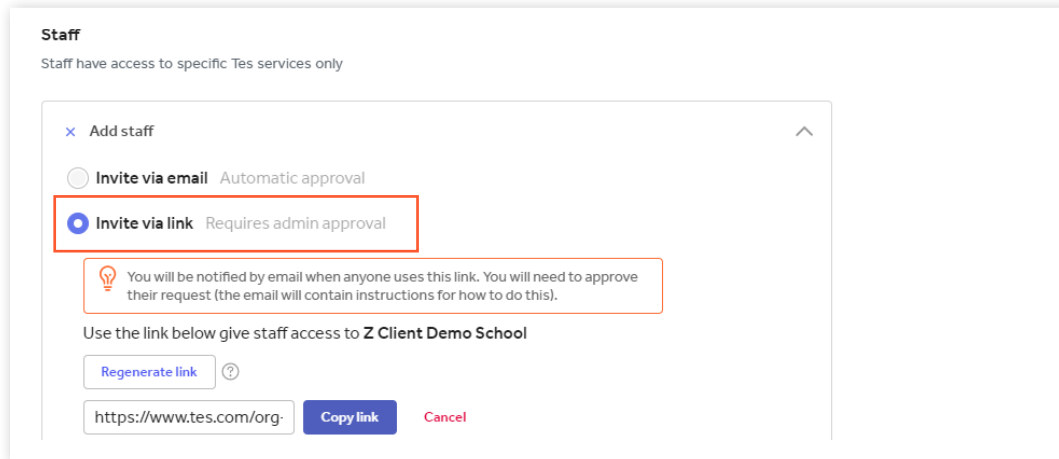 Staff
Staff have access to specific Tes services only
× Add staff
Invite via email Automatic approval
Invite via link Requires admin approval
You will be notified by email when anyone uses this link. You will need to approve
their request (the email will contain instructions for how to do this).
Use the link below give staff access to Z Client Demo School
Regenerate link ?
https://www.tes.com/org- Copy link Cancel